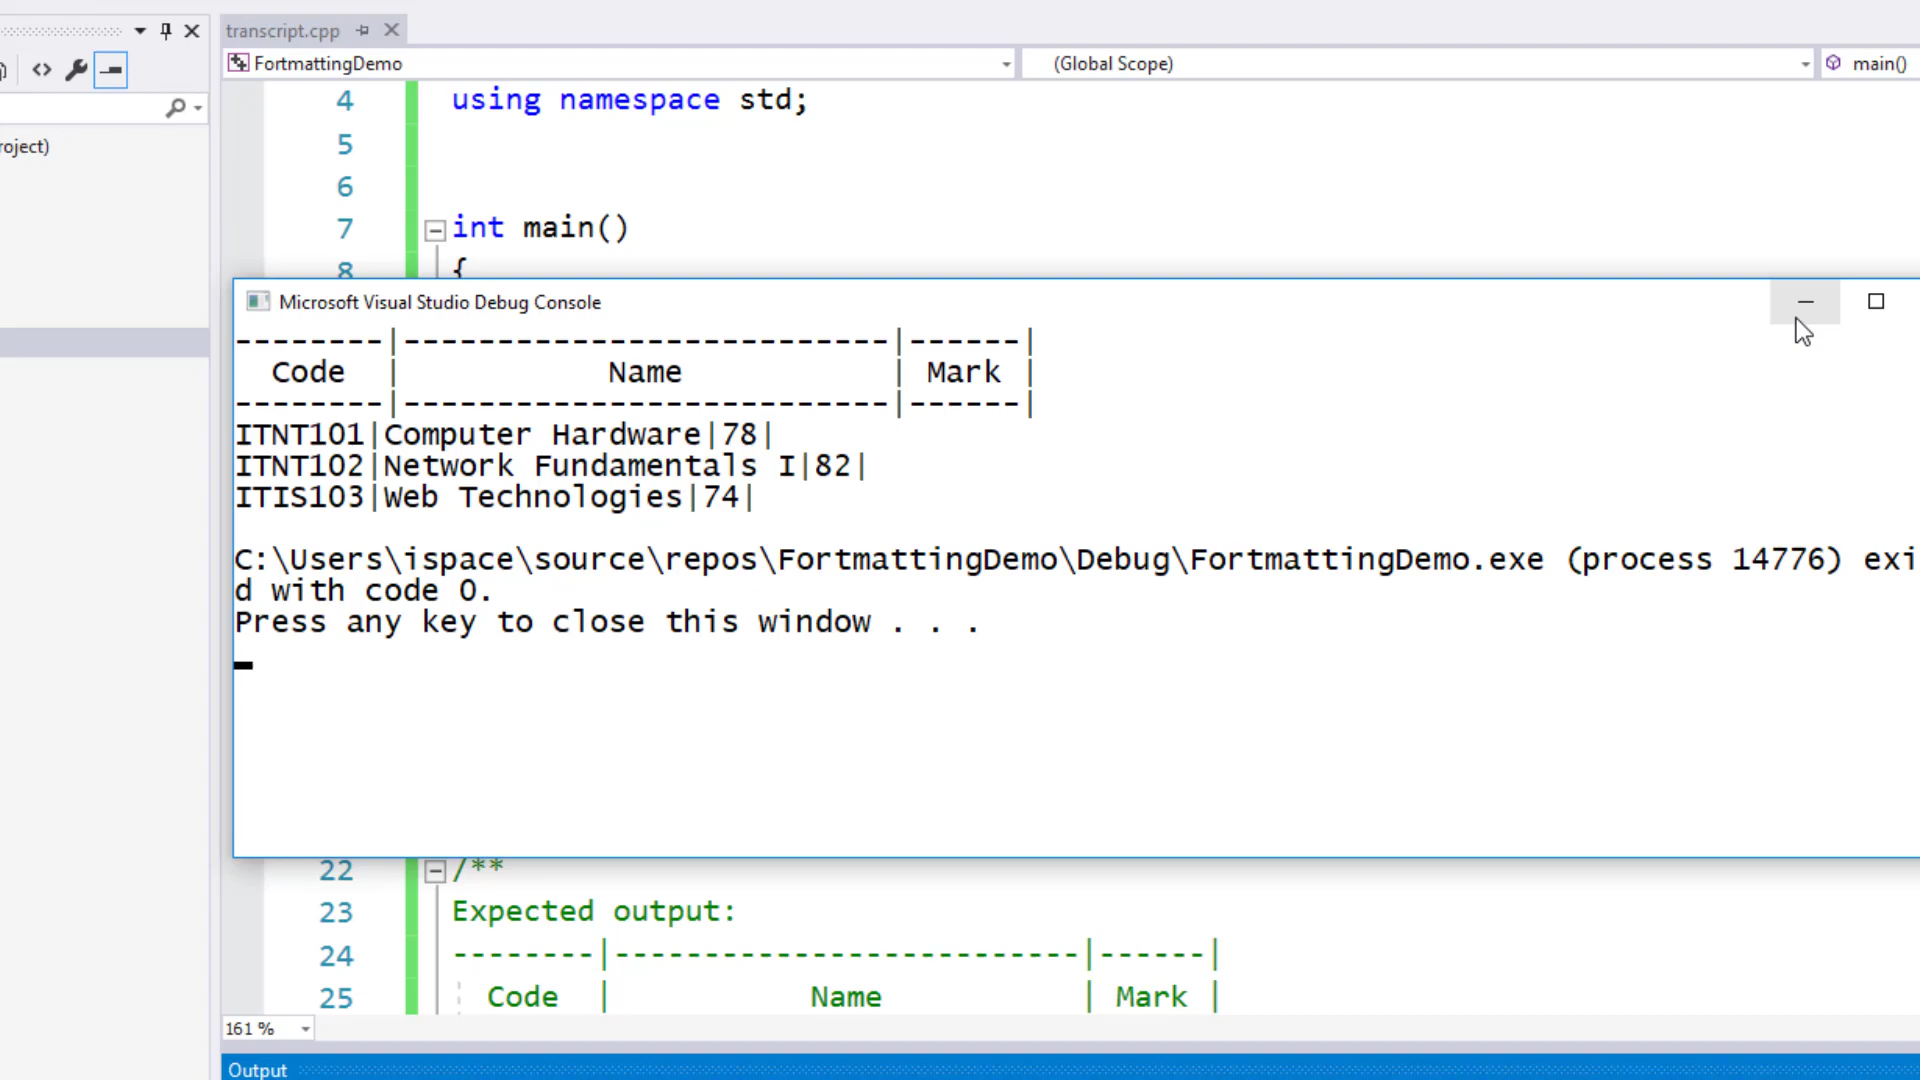 transcript.cpp
FortmattingDemo (Global Scope) main()
roject)
4 using namespace std;
5
6
7 int main()
8 {
Microsoft Visual Studio Debug Console
--------|--------------------------|------|
Code | Name | Mark |
--------|--------------------------|------|
ITNT101|Computer Hardware|78|
ITNT102|Network Fundamentals I|82|
ITIS103|Web Technologies|74|
C:\Users\ispace\source\repos\FortmattingDemo\Debug\FortmattingDemo.exe (process 14776) exi
d with code 0.
Press any key to close this window . . .
22 /**
23 Expected output:
24 --------|--------------------------|------|
25 Code | Name | Mark |
161 %
Output